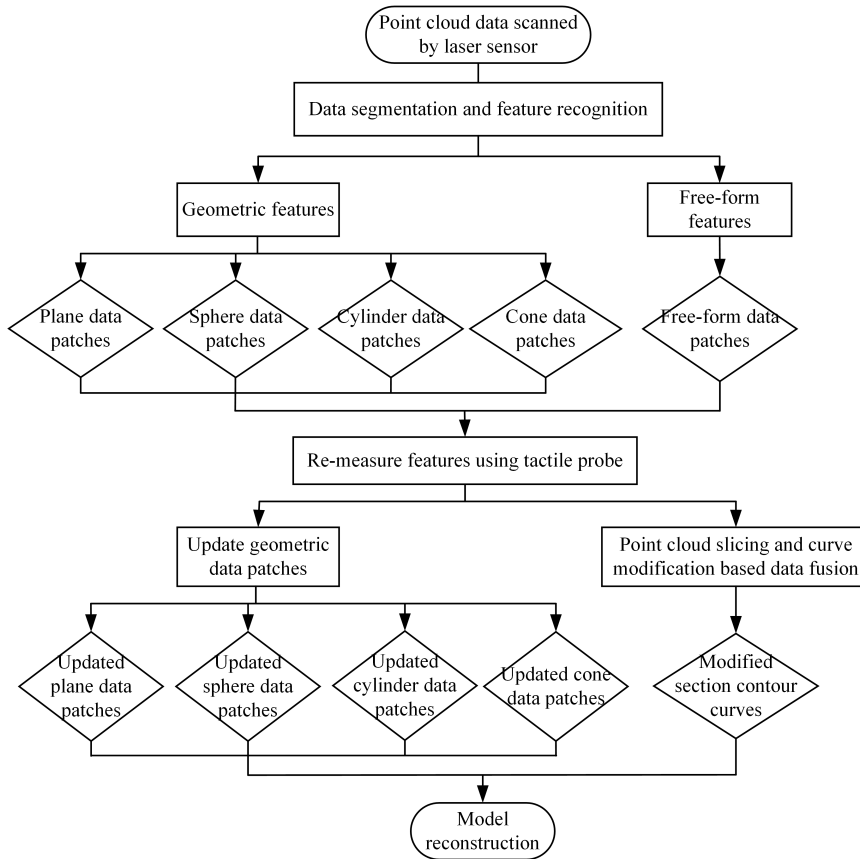 Point cloud data scanned
by laser sensor
Data segmentation and feature recognition
Geometric features
Free-form
features
Plane data
patches
Sphere data
patches
Cylinder data
patches
Cone data
patches
Free-form data
patches
Re-measure features using tactile probe
Update geometric
data patches
Point cloud slicing and curve
modification based data fusion
Updated
plane data
patches
Updated
sphere data
patches
Updated
cylinder data
patches
Updated cone
data patches
Modified
section contour
curves
Model
reconstruction